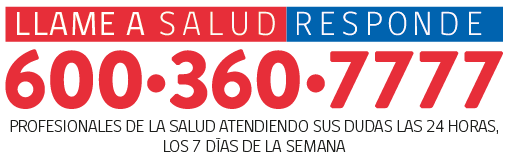 LLAME A SALUD RESPONDE
600•360•7777
PROFESIONALES DE LA SALUD ATENDIENDO SUS DUDAS LAS 24 HORAS,
LOS 7 DÍAS DE LA SEMANA